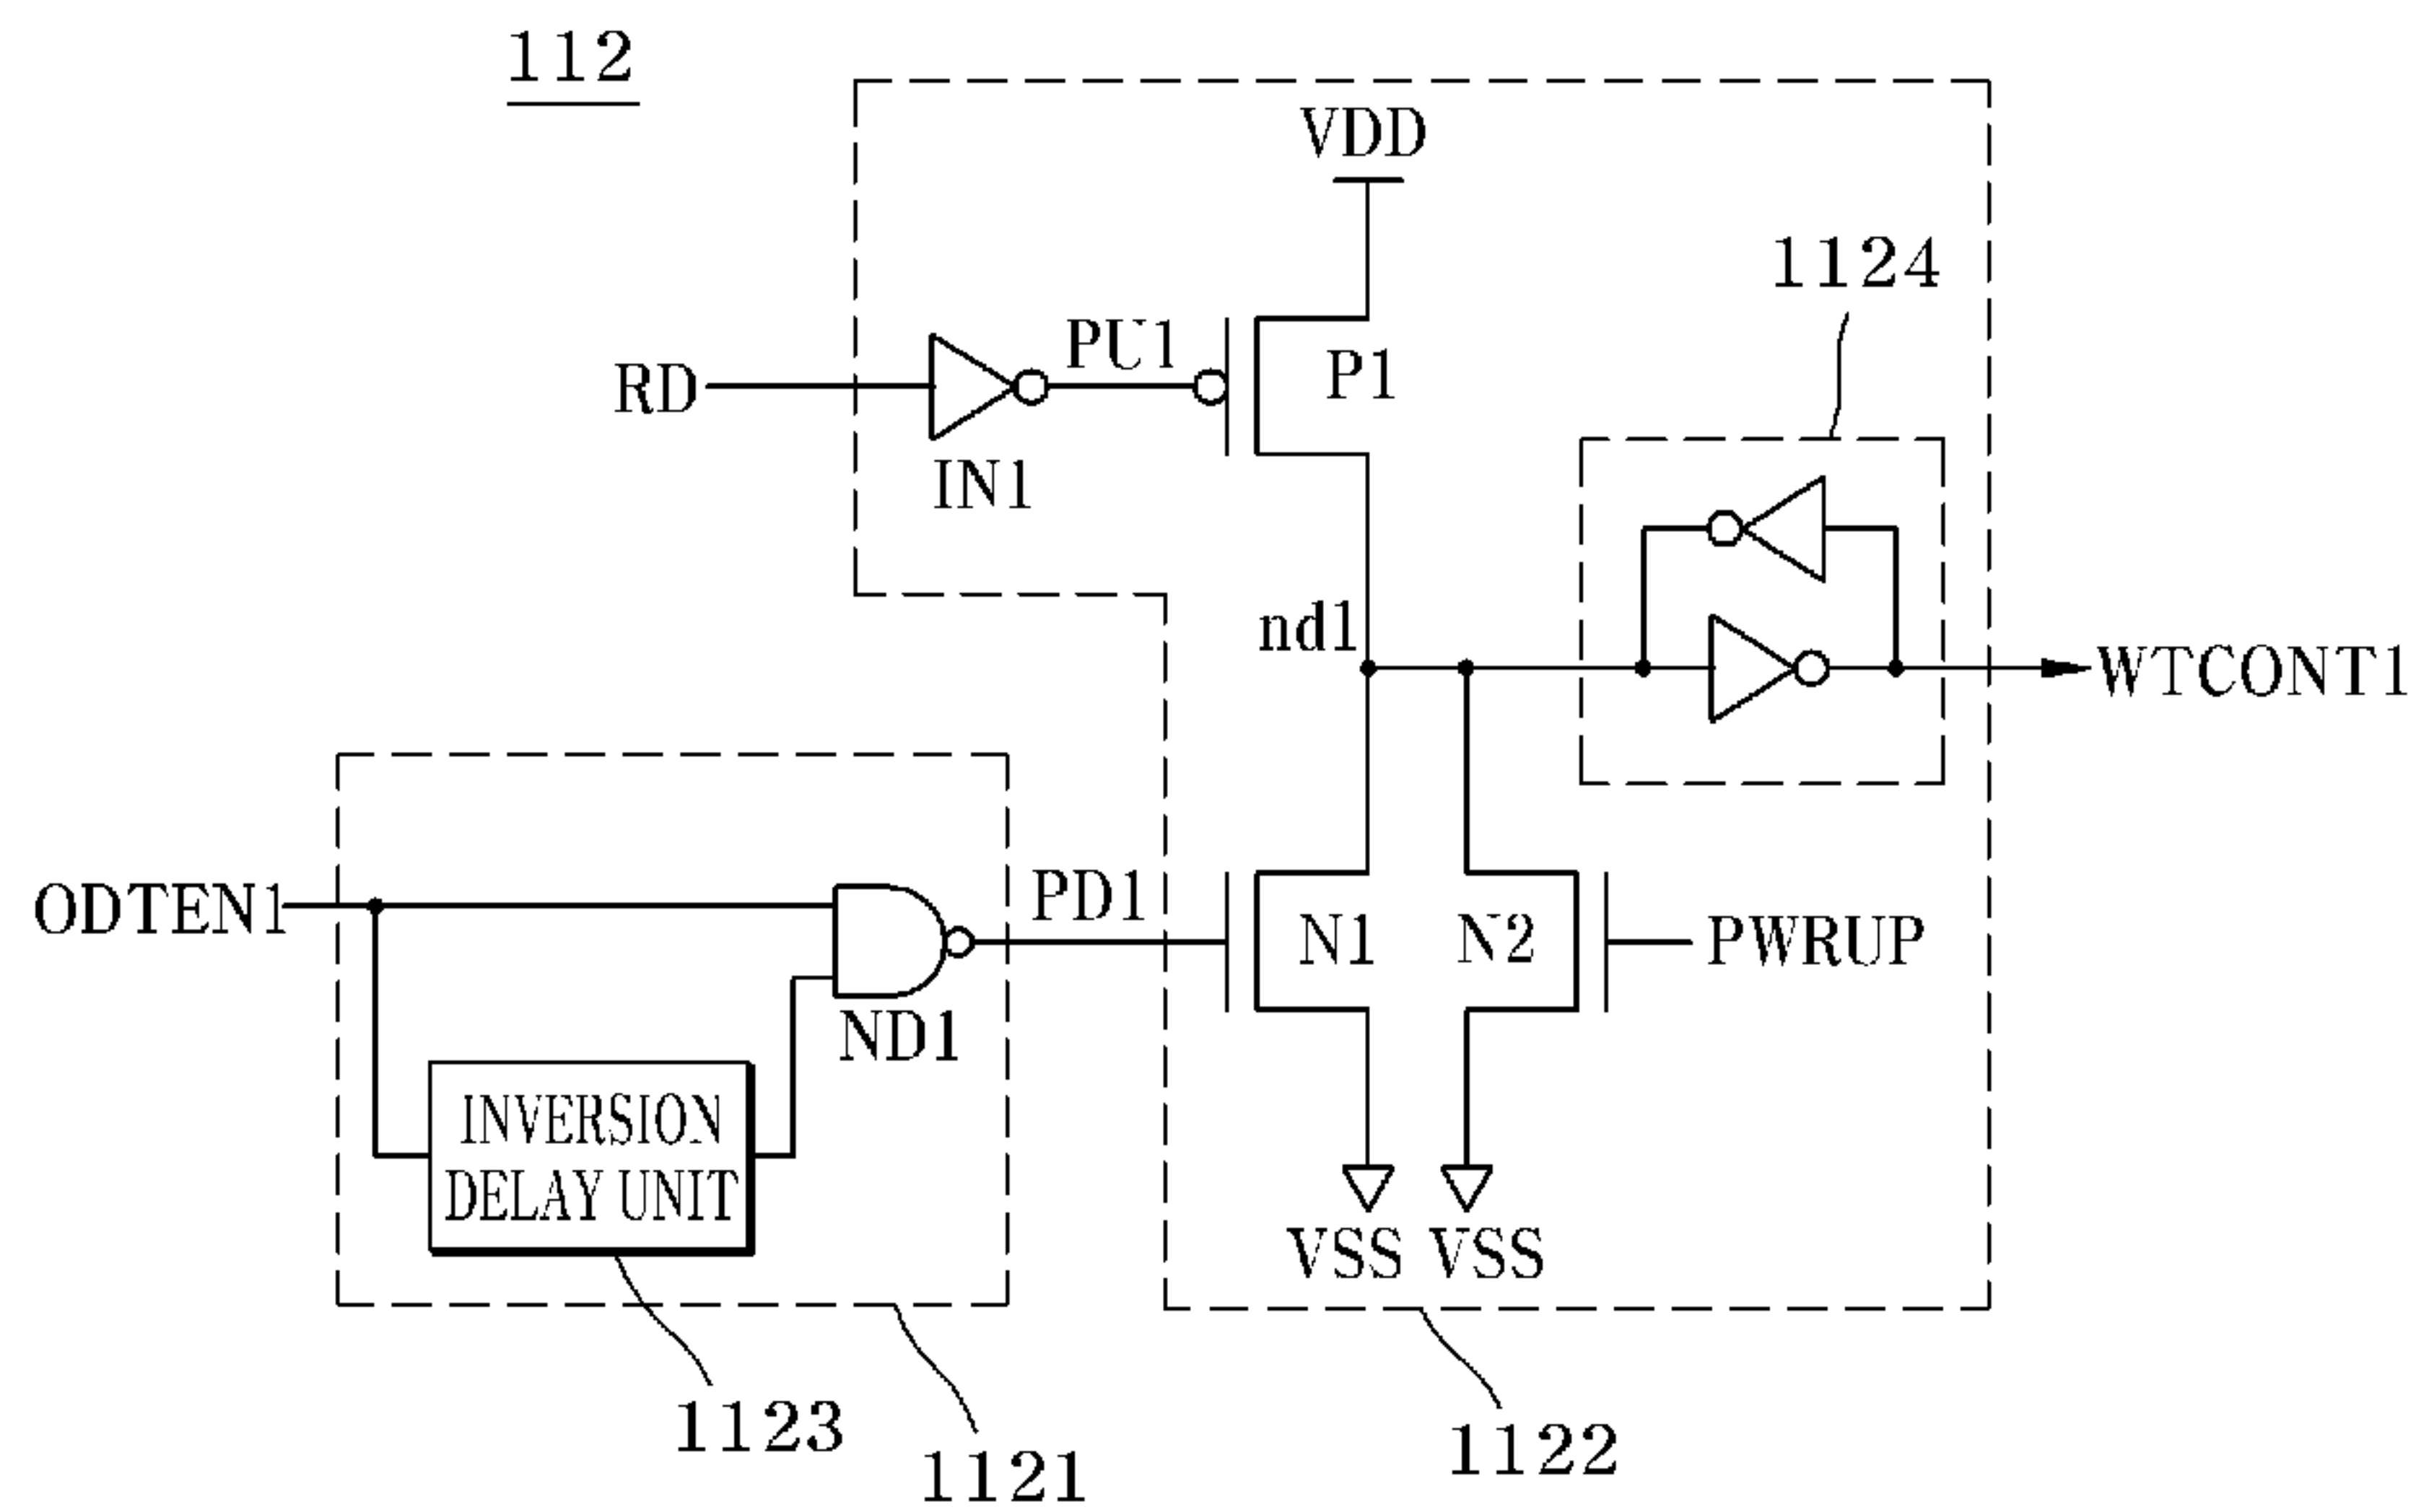 112
VDD
1124
PU1
P1
RD
IN1
nd1
WTCONT1
ODTEN1
PD1
N1
N2
PWRUP
ND1
INVERSION
DELAY UNIT
VSS
VSS
1123
1121
1122